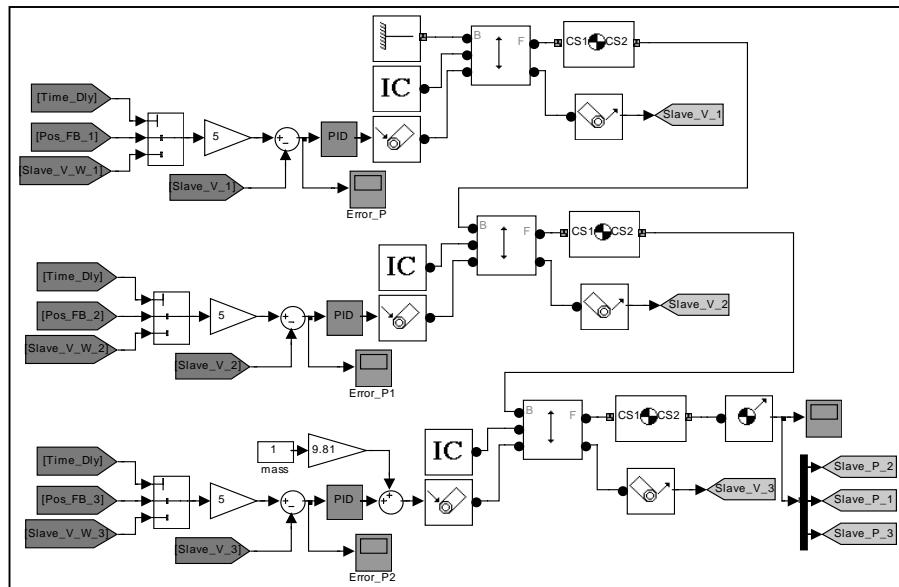 B
F
CS1
CS2
IC
[Time_Dly]
[Pos_FB_1]
[Slave_V_W_1]
5
PID
Slave_V_1
[Slave_V_1]
Error_P
B
F
CS1
CS2
IC
[Time_Dly]
[Pos_FB_2]
[Slave_V_W_2]
5
PID
Slave_V_2
[Slave_V_2]
Error_P1
B
F
CS1
CS2
IC
1
mass
9.81
[Time_Dly]
[Pos_FB_3]
[Slave_V_W_3]
5
PID
Slave_V_3
Slave_P_2
Slave_P_1
Slave_P_3
[Slave_V_3]
Error_P2